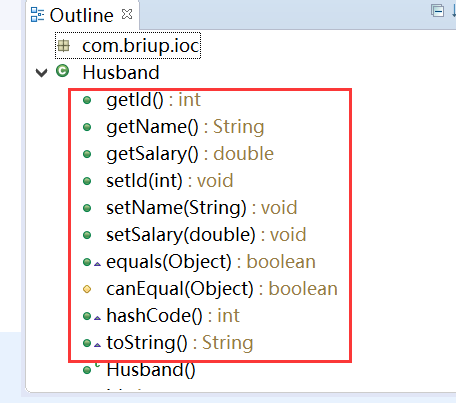 Outline
com.briup.ioc
Husband
getId() : int
getName() : String
getSalary() : double
setId(int) : void
setName(String) : void
setSalary(double) : void
equals(Object) : boolean
canEqual(Object) : boolean
hashCode() : int
toString() : String
Husband()